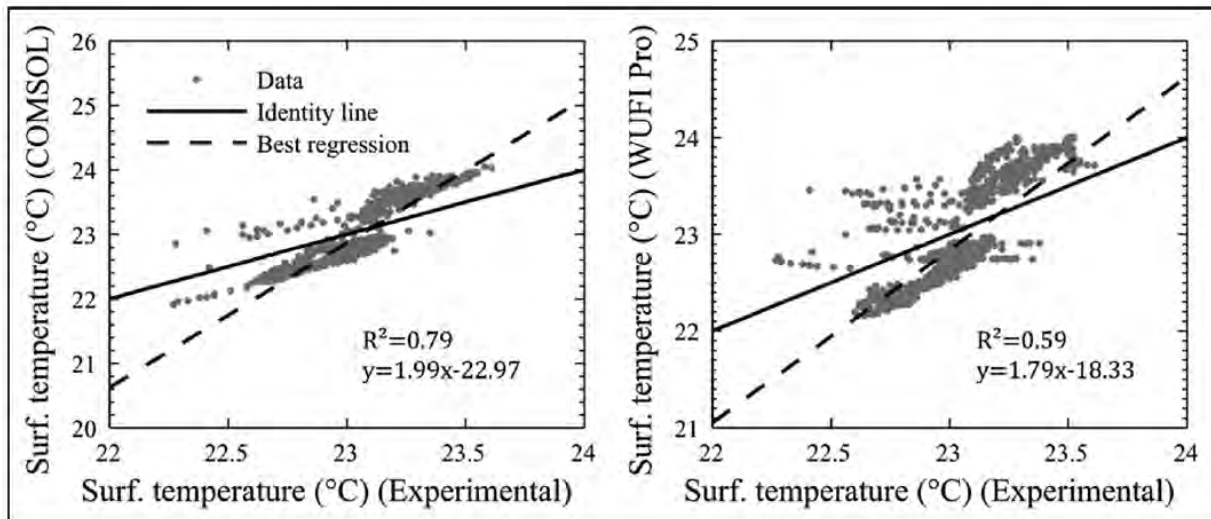 Surf. temperature (°C) (COMSOL)
26
25
24
23
22
21
20
Data
Identity line
Best regression
R²=0.79
y=1.99x-22.97
22
22.5
23
23.5
24
Surf. temperature (°C) (Experimental)
Surf. temperature (°C) (WUFI Pro)
25
24
23
22
21
R²=0.59
y=1.79x-18.33
22
22.5
23
23.5
24
Surf. temperature (°C) (Experimental)